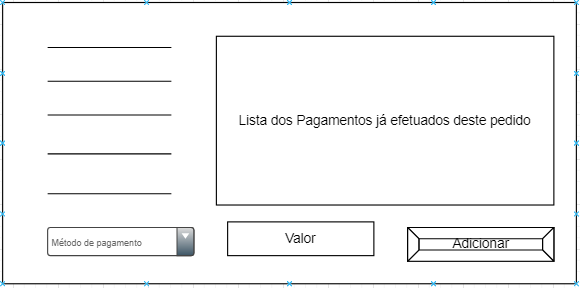 Lista dos Pagamentos já efetuados deste pedido
Método de pagamento
Valor
Adicionar